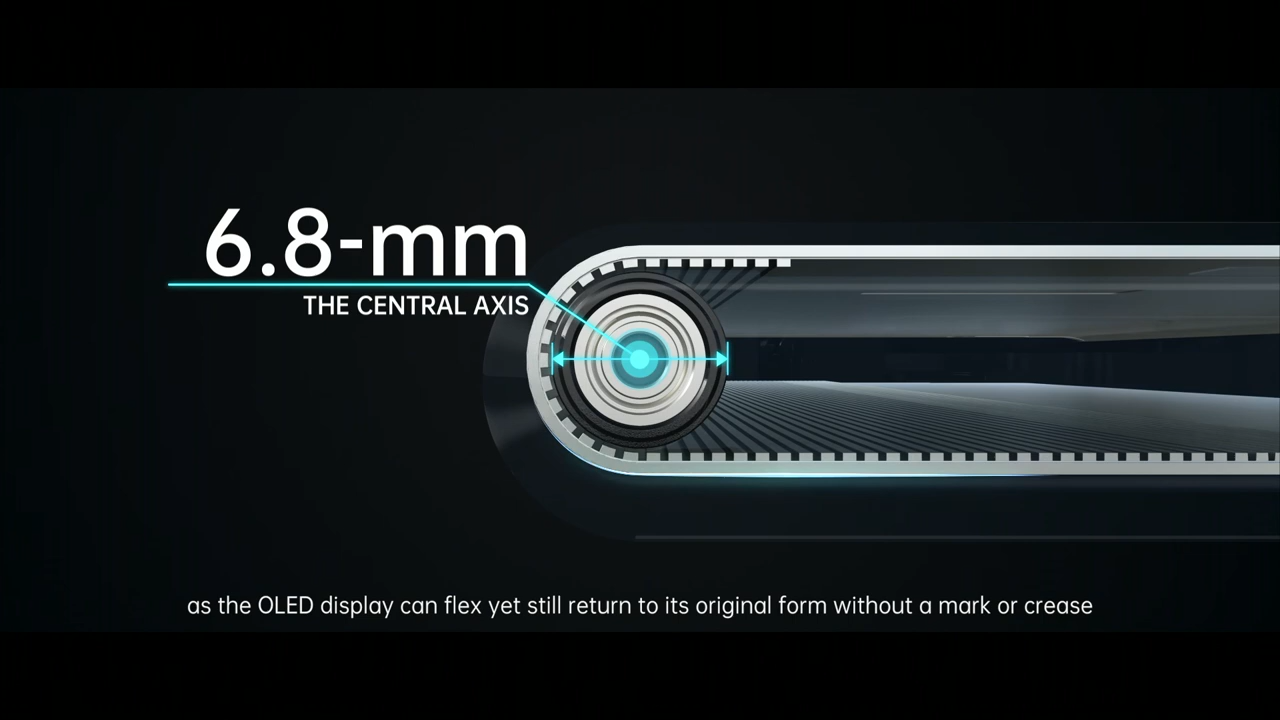 6.8-mm
THE CENTRAL AXIS
as the OLED display can flex yet still return to its original form without a mark or crease